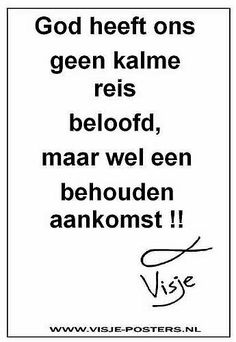 God heeft ons
geen kalme
reis
beloofd,
maar wel een
behouden
aankomst !!
Visje
WWW.VISJE-POSTERS.NL